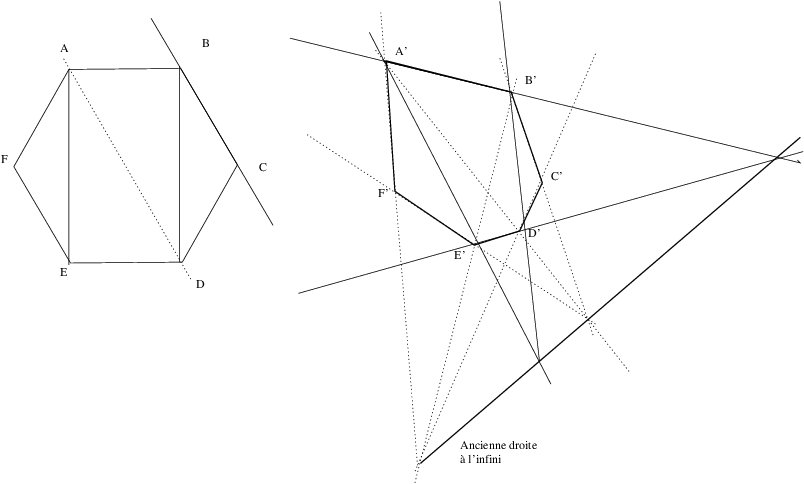 A
B
F
C
E
D
A'
B'
C'
F'
D'
E'
Ancienne droite
à l'infini